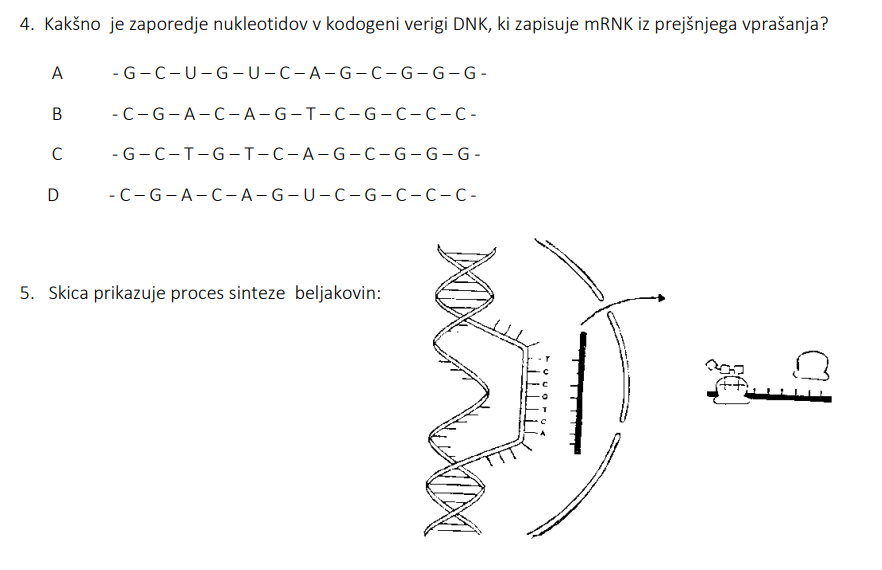 4. Kakšno je zaporedje nukleotidov v kodogeni verigi DNK, ki zapisuje mRNK iz prejšnjega vprašanja?
A - G – C – U – G – U – C – A – G – C – G – G – G -
B - C – G – A – C – A – G – T – C – G – C – C – C -
C - G – C – T – G – T – C – A – G – C – G – G – G -
D - C – G – A – C – A – G – U – C – G – C – C – C -
5. Skica prikazuje proces sinteze beljakovin:
T
C
C
G
T
C
A